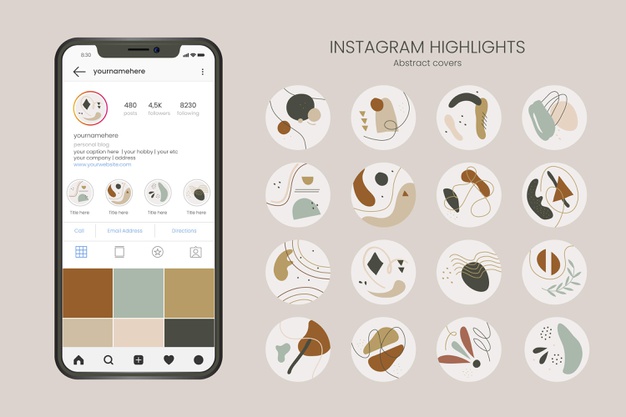 8:30
yournamehere
480
4,5K
8230
posts
followers
following
yournamehere
personal blog
your caption here | your hobby | your etc
your company | address
www.yourwebsite.com
Title here
Title here
Title here
Title here
Call
Email Address
Directions
INSTAGRAM HIGHLIGHTS
Abstract covers